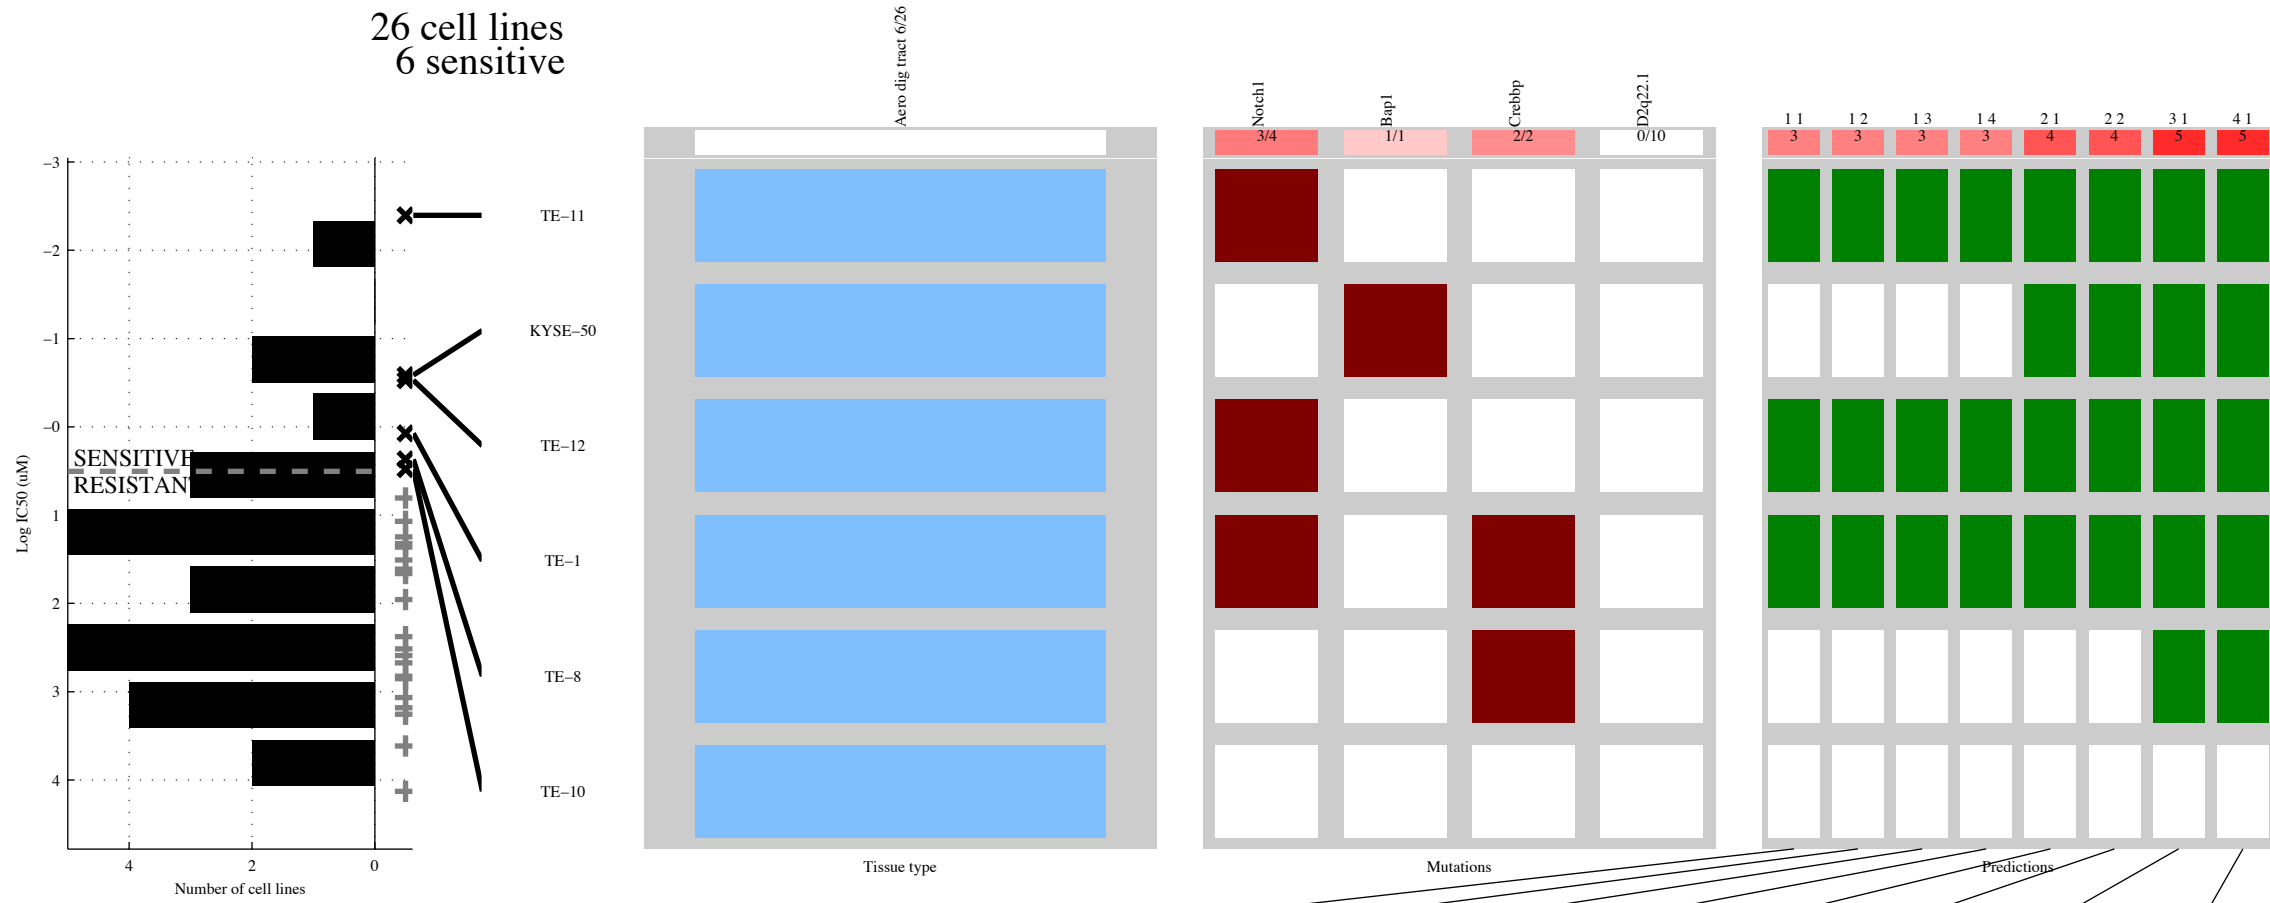 26 cell lines
6 sensitive
Aero dig tract 6/26
Notch1
Bap1
Crebbp
D2q22.1
1 1
1 2
1 3
1 4
2 1
2 2
3 1
4 1
3/4
1/1
2/2
0/10
3
3
3
3
4
4
5
5
–3
–2
–1
–0
1
2
3
4
Log IC50 (uM)
SENSITIVE
RESISTAN
TE–11
KYSE–50
TE–12
TE–1
TE–8
TE–10
4
2
0
Number of cell lines
Tissue type
Mutations
Predictions